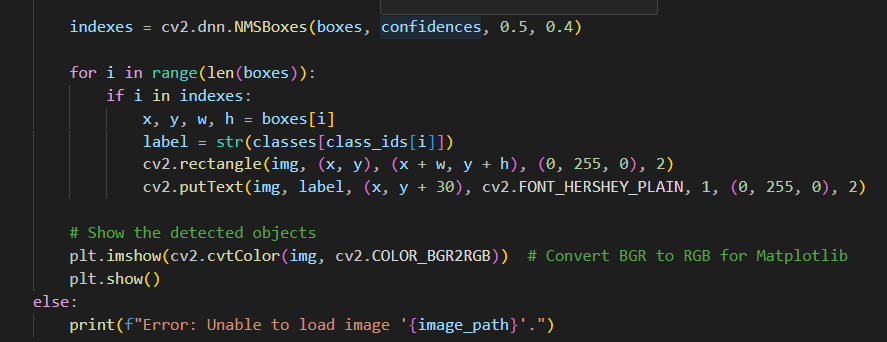 indexes = cv2.dnn.NMSBoxes(boxes, confidences, 0.5, 0.4)
for i in range(len(boxes)):
if i in indexes:
x, y, w, h = boxes[i]
label = str(classes[class_ids[i]])
cv2.rectangle(img, (x, y), (x + w, y + h), (0, 255, 0), 2)
cv2.putText(img, label, (x, y + 30), cv2.FONT_HERSHEY_PLAIN, 1, (0, 255, 0), 2)
# Show the detected objects
plt.imshow(cv2.cvtColor(img, cv2.COLOR_BGR2RGB))  # Convert BGR to RGB for Matplotlib
plt.show()
else:
print(f"Error: Unable to load image '{image_path}'.")